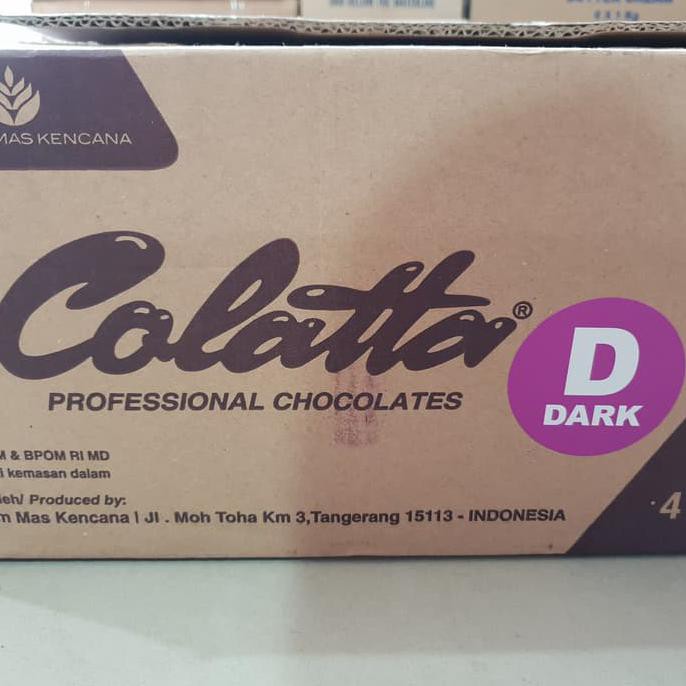 MAS KENCANA
Colatta®
PROFESSIONAL CHOCOLATES
D
DARK
& BPOM RI MD
kemasan dalam
Produced by:
Mas Kencana | Jl . Moh Toha Km 3,Tangerang 15113 - INDONESIA
4